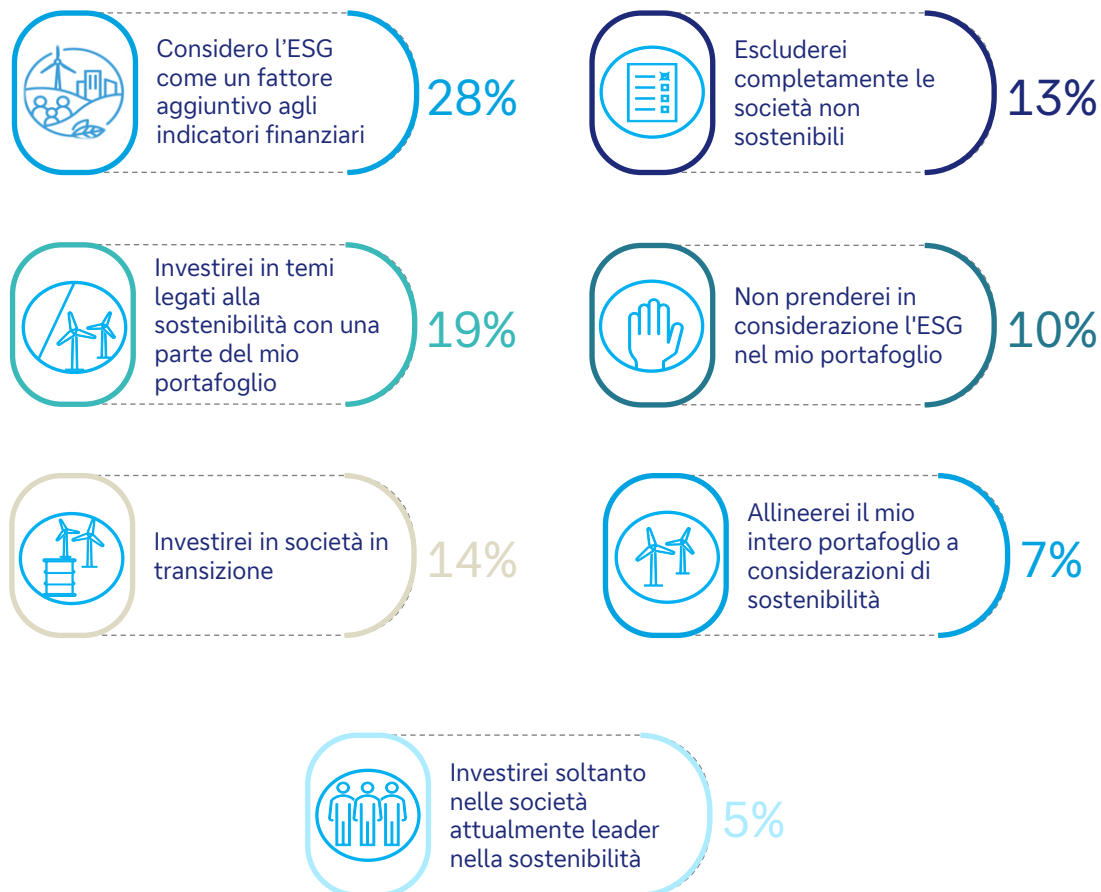 Considero l’ESG
come un fattore
aggiuntivo agli
indicatori finanziari
28%
Escluderei
completamente le
società non
sostenibili
13%
Investirei in temi
legati alla
sostenibilità con una
parte del mio
portafoglio
19%
Non prenderei in
considerazione l'ESG
nel mio portafoglio
10%
Investirei in società in
transizione
14%
Allineerei il mio
intero portafoglio a
considerazioni di
sostenibilità
7%
Investirei soltanto
nelle società
attualmente leader
nella sostenibilità
5%